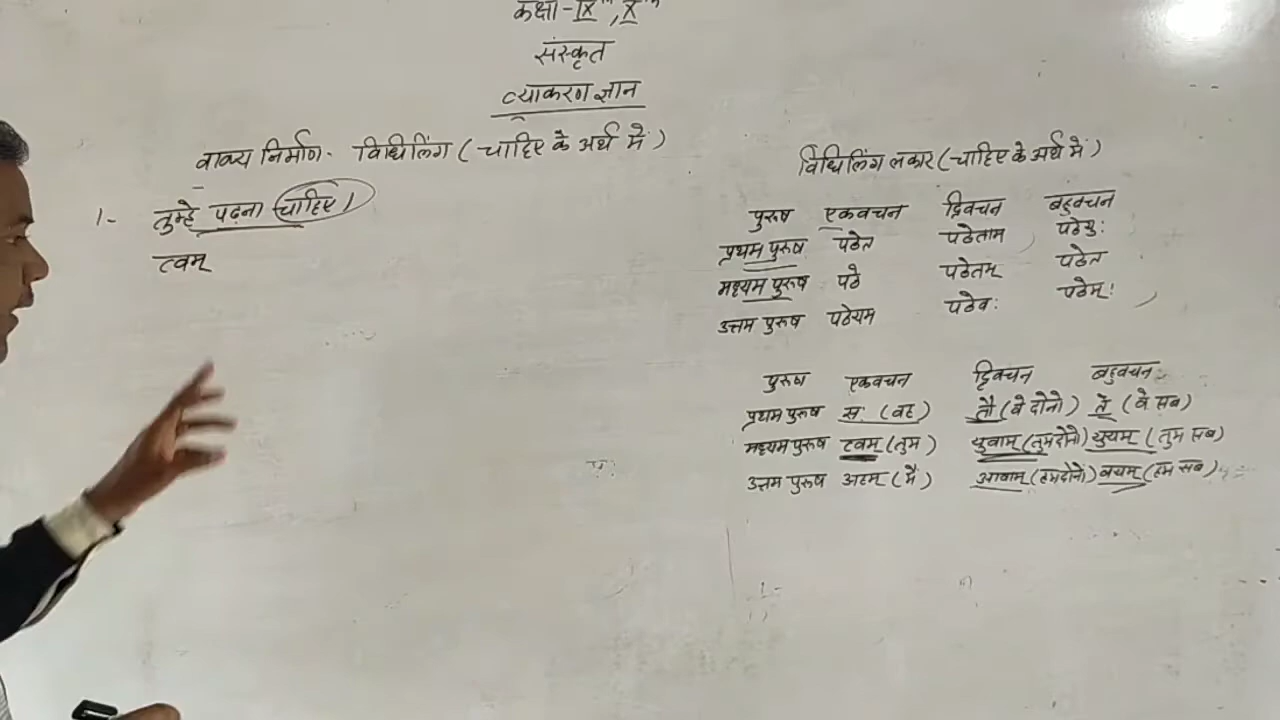 कक्षा-IXth, Xth
संस्कृत
व्याकरण ज्ञान
वाक्य निर्माण- विधिलिंग (चाहिए के अर्थ में)
1- तुम्हे पढ़ना चाहिए।
त्वम्
विधिलिंग लकार (चाहिए के अर्थ में)
पुरुष एकवचन द्विवचन बहुवचन
प्रथम पुरुष पठेत पठेताम पठेयुः
मध्यम पुरुष पठे पठेतम् पठेत
उत्तम पुरुष पठेयम पठेवः पठेम्:
पुरुष एकवचन द्विवचन बहुवचन
प्रथम पुरुष स: (वह) तौ (वे दोनो) ते (वे सब)
मध्यम पुरुष त्वम् (तुम) युवाम् (तुम दोनो) युयम् (तुम सब)
उत्तम पुरुष अहम् (मैं) आवाम् (हम दोनो) वयम् (हम सब)